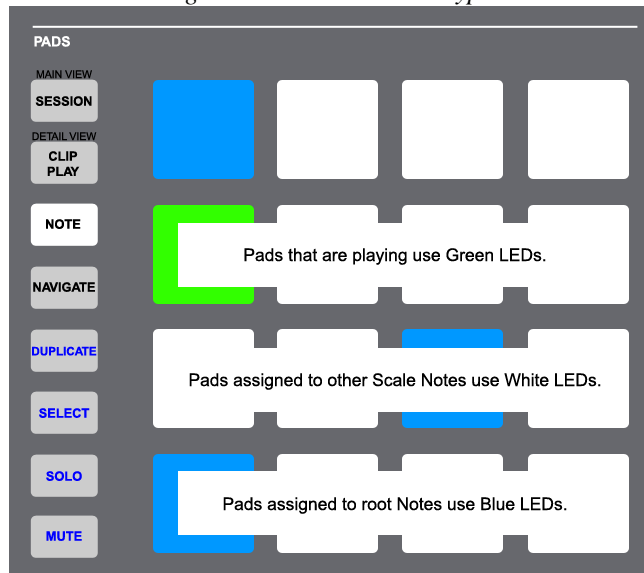 PADS
MAIN VIEW
SESSION
DETAIL VIEW
CLIP
PLAY
NOTE
Pads that are playing use Green LEDs.
NAVIGATE
DUPLICATE
Pads assigned to other Scale Notes use White LEDs.
SELECT
SOLO
Pads assigned to root Notes use Blue LEDs.
MUTE